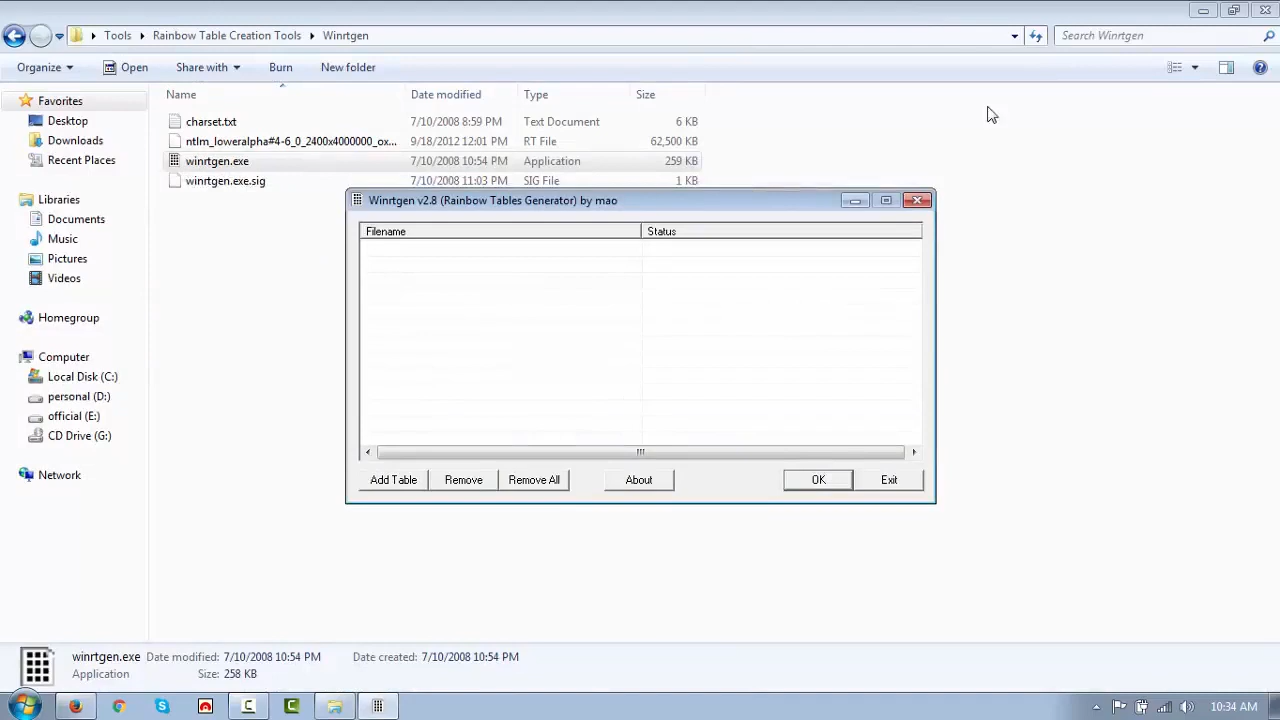 Tools
Rainbow Table Creation Tools
Winrtgen
Search Winrtgen
Organize
Open
Share with
Burn
New folder
Favorites
Desktop
Downloads
Recent Places
Libraries
Documents
Music
Pictures
Videos
Homegroup
Computer
Local Disk (C:)
personal (D:)
official (E:)
CD Drive (G:)
Network
Name Date modified Type Size
charset.txt 7/10/2008 8:59 PM Text Document 6 KB
ntlm_loweralpha#4-6_0_2400x4000000_ox... 9/18/2012 12:01 PM RT File 62,500 KB
winrtgen.exe 7/10/2008 10:54 PM Application 259 KB
winrtgen.exe.sig 7/10/2008 11:03 PM SIG File 1 KB
Winrtgen v2.8 (Rainbow Tables Generator) by mao
Filename Status
Add Table Remove Remove All About OK Exit
winrtgen.exe Date modified: 7/10/2008 10:54 PM Date created: 7/10/2008 10:54 PM
Application Size: 258 KB
10:34 AM